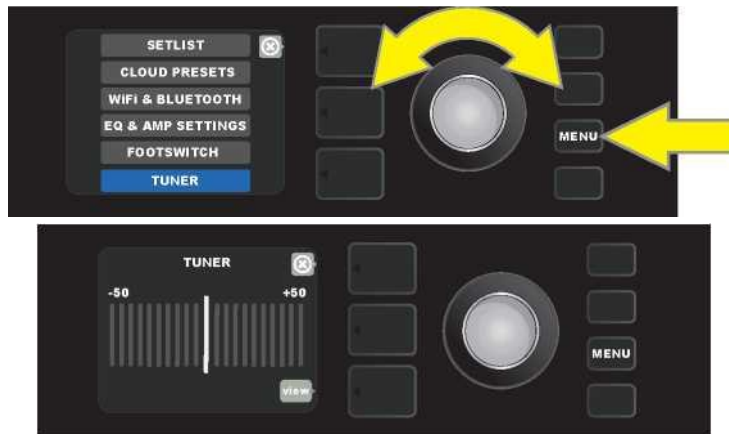 SETLIST
CLOUD PRESETS
WiFi & BLUETOOTH
EQ & AMP SETTINGS
FOOTSWITCH
TUNER
MENU
TUNER
-50 +50
view
MENU